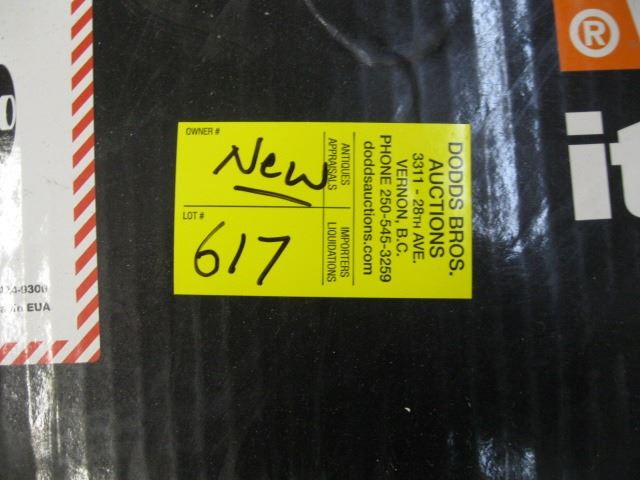 OWNER #
New
LOT #
617
ANTIQUES
APPRAISALS
IMPORTERS
LIQUIDATIONS
DODDS BROS.
AUCTIONS
3311 - 28TH AVE.
VERNON, B.C.
PHONE 250-545-3259
doddsauctions.com
®
it
EUA